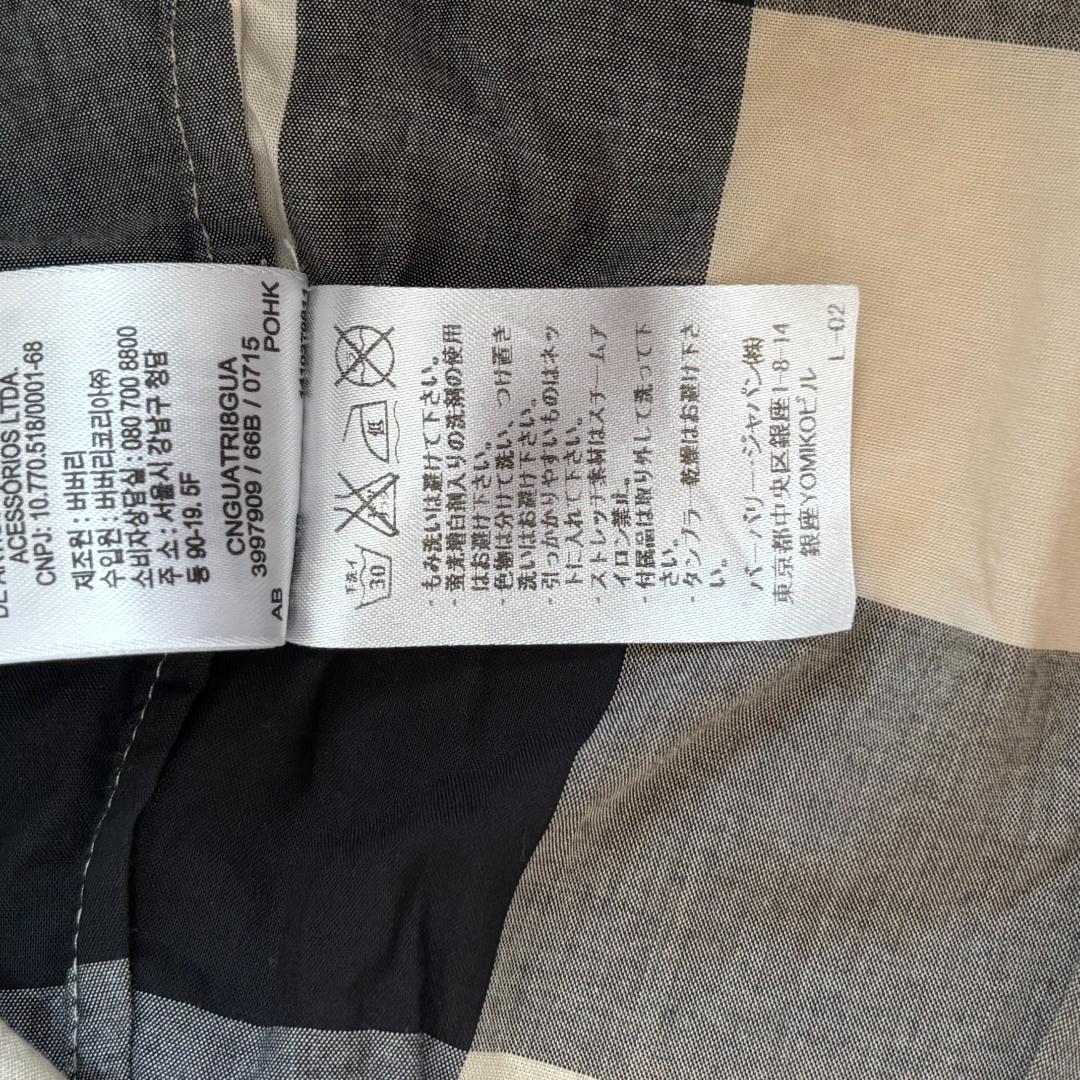 ACESSORIOS LTDA.
CNPJ: 10.770.518/0001-68
제조원 : 버버리
수입원 : 버버리코리아㈜
소비자상담실 : 080 700 8800
주 소 : 서울시 강남구 청담
동 90-19. 5F
CNGUATRI8GUA
3997909 / 66B / 0715
AB POHK
手洗イ
30
低
・もみ洗いは避けて下さい。
・蛍光増白剤入りの洗剤の使用
はお避け下さい。
・色物は分けて洗い、つけ置き
洗いはお避け下さい。
・引っかかりやすいものはネッ
トに入れて下さい。
・ストレッチ素材はスチームア
イロン禁止。
・付属品は取り外して洗って下
さい。
・タンブラー乾燥はお避け下さ
い。
バーバリー・ジャパン㈱
東京都中央区銀座1-8-14
銀座YOMIKOビル
L-02